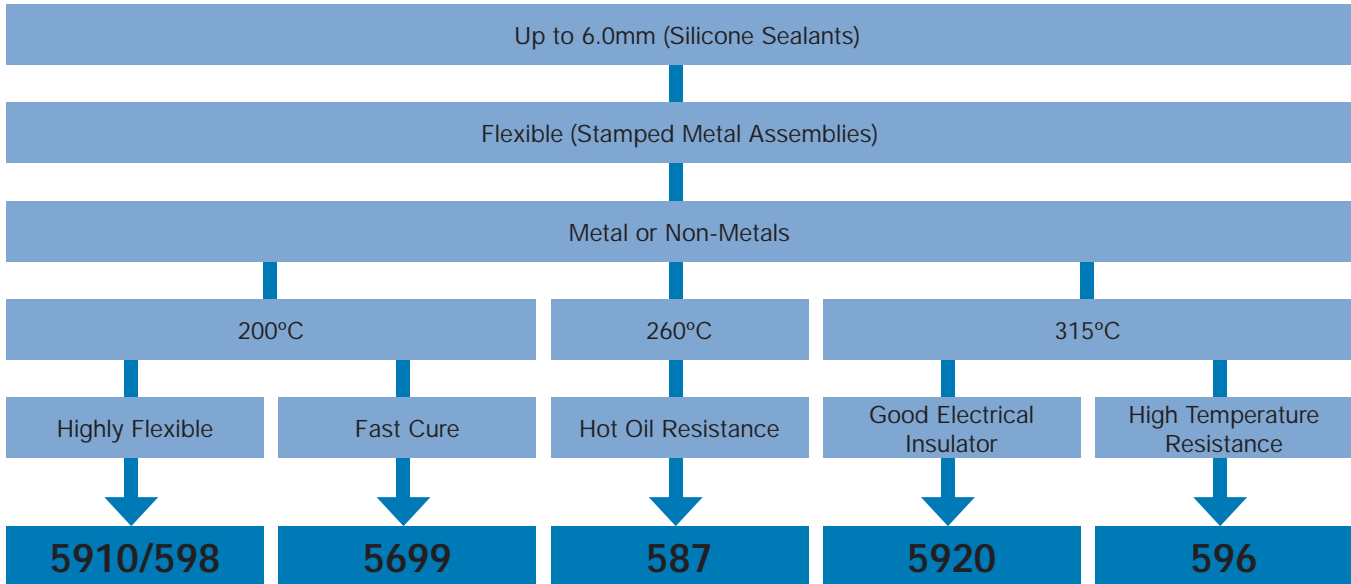 Up to 6.0mm (Silicone Sealants)
Flexible (Stamped Metal Assemblies)
Metal or Non-Metals
200ºC
260ºC
315ºC
Highly Flexible
Fast Cure
Hot Oil Resistance
Good Electrical
Insulator
High Temperature
Resistance
5910/598
5699
587
5920
596